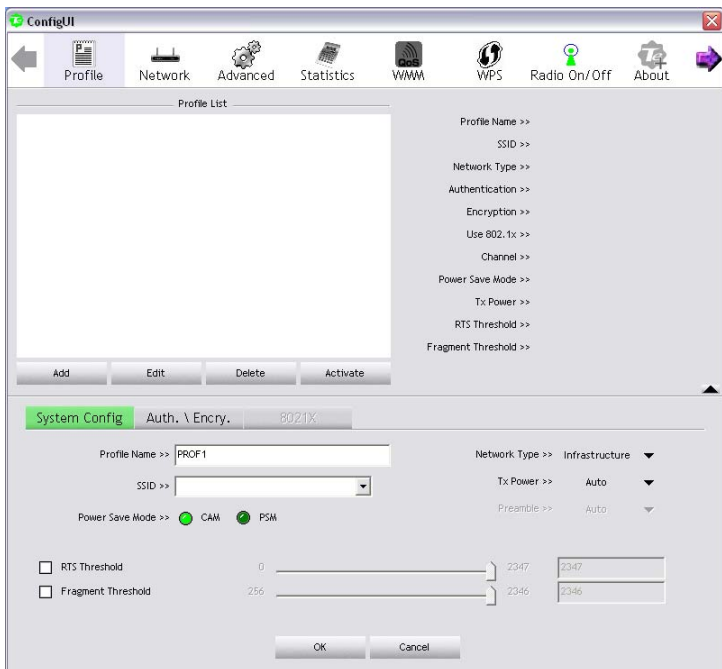 ConfigUI
Profile Network Advanced Statistics QoS WMM WPS Radio On/Off About
Profile List
Profile Name >>
SSID >>
Network Type >>
Authentication >>
Encryption >>
Use 802.1x >>
Channel >>
Power Save Mode >>
Tx Power >>
RTS Threshold >>
Fragment Threshold >>
Add Edit Delete Activate
System Config Auth. \ Encry. 8021X
Profile Name >> PROF1 Network Type >> Infrastructure
SSID >> Tx Power >> Auto
Power Save Mode >> CAM PSM Preamble >> Auto
RTS Threshold 0 2347 2347
Fragment Threshold 256 2346 2346
OK Cancel